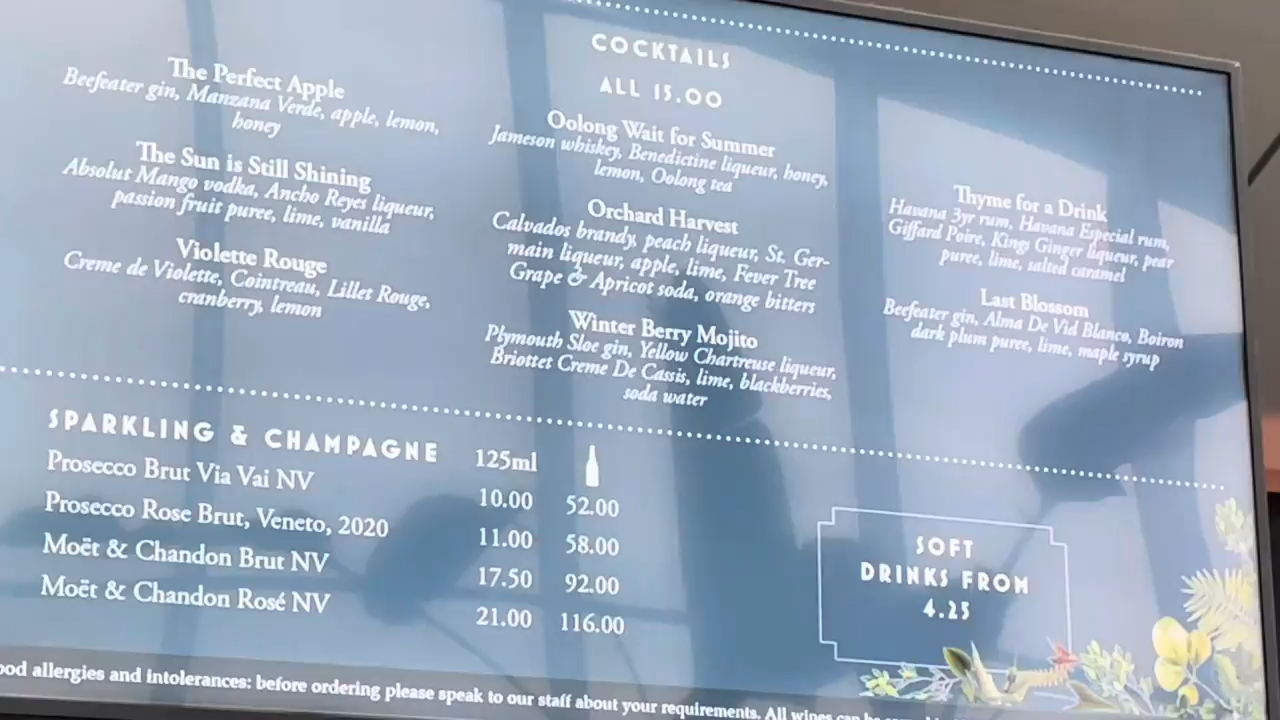 COCKTAILS
ALL 15.00
The Perfect Apple
Beefeater gin, Manzana Verde, apple, lemon,
honey
The Sun is Still Shining
Absolut Mango vodka, Ancho Reyes liqueur,
passion fruit puree, lime, vanilla
Violette Rouge
Creme de Violette, Cointreau, Lillet Rouge,
cranberry, lemon
Oolong Wait for Summer
Jameson whiskey, Benedictine liqueur, honey,
lemon, Oolong tea
Orchard Harvest
Calvados brandy, peach liqueur, St. Ger-
main liqueur, apple, lime, Fever Tree
Grape & Apricot soda, orange bitters
Winter Berry Mojito
Plymouth Sloe gin, Yellow Chartreuse liqueur,
Briottet Creme De Cassis, lime, blackberries,
soda water
Thyme for a Drink
Havana 3yr rum, Havana Especial rum,
Giffard Poire, Kings Ginger liqueur, pear
puree, lime, salted caramel
Last Blossom
Beefeater gin, Alma De Vid Blanco, Boiron
dark plum puree, lime, maple syrup
SPARKLING & CHAMPAGNE 125ml
Prosecco Brut Via Vai NV 10.00 52.00
Prosecco Rose Brut, Veneto, 2020 11.00 58.00
Moët & Chandon Brut NV 17.50 92.00
Moët & Chandon Rosé NV 21.00 116.00
SOFT
DRINKS FROM
4.25
ood allergies and intolerances: before ordering please speak to our staff about your requirements. All wines can be